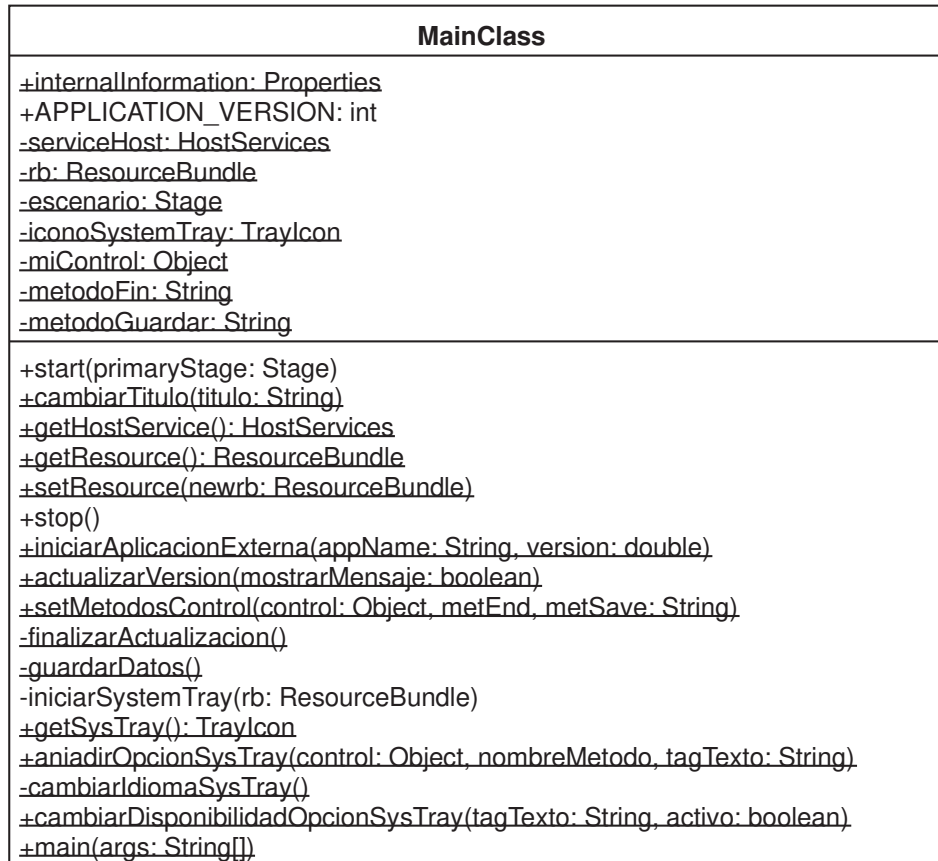 MainClass
+internalInformation: Properties
+APPLICATION_VERSION: int
-serviceHost: HostServices
-rb: ResourceBundle
-escenario: Stage
-iconoSystemTray: TrayIcon
-miControl: Object
-metodoFin: String
-metodoGuardar: String
+start(primaryStage: Stage)
+cambiarTitulo(titulo: String)
+getHostService(): HostServices
+getResource(): ResourceBundle
+setResource(newrb: ResourceBundle)
+stop()
+iniciarAplicacionExterna(appName: String, version: double)
+actualizarVersion(mostrarMensaje: boolean)
+setMetodosControl(control: Object, metEnd, metSave: String)
-finalizarActualizacion()
-guardarDatos()
-iniciarSystemTray(rb: ResourceBundle)
+getSysTray(): TrayIcon
+aniadirOpcionSysTray(control: Object, nombreMetodo, tagTexto: String)
-cambiarIdiomaSysTray()
+cambiarDisponibilidadOpcionSysTray(tagTexto: String, activo: boolean)
+main(args: String[])